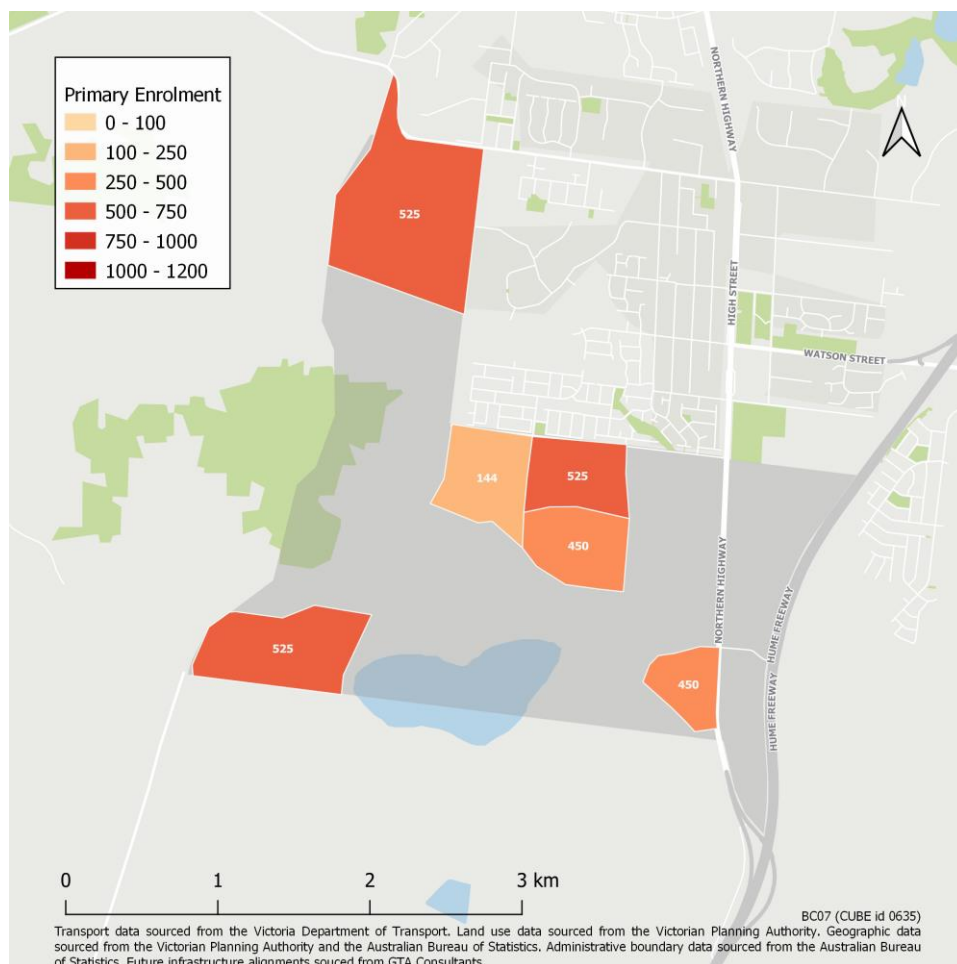 Primary Enrolment
0 - 100
100 - 250
250 - 500
500 - 750
750 - 1000
1000 - 1200
NORTHERN HIGHWAY
525
HIGH STREET
WATSON STREET
144
525
450
NORTHERN HIGHWAY
HUME FREEWAY
HUME FREEWAY
525
450
0 1 2 3 km
BC07 (CUBE id 0635)
Transport data sourced from the Victoria Department of Transport. Land use data sourced from the Victorian Planning Authority. Geographic data
sourced from the Victorian Planning Authority and the Australian Bureau of Statistics. Administrative boundary data sourced from the Australian Bureau
of Statistics. Future infrastructure alignments souced from GTA Consultants